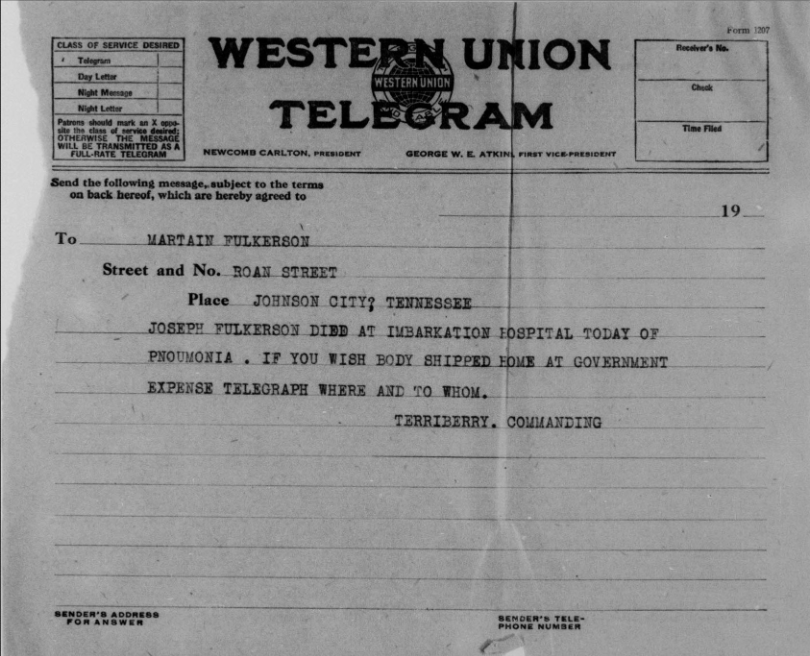 Form 1207
CLASS OF SERVICE DESIRED
Telegram
Day Letter
Night Message
Night Letter
Patrons should mark an X oppo-
site the class of service desired;
OTHERWISE THE MESSAGE
WILL BE TRANSMITTED AS A
FULL-RATE TELEGRAM
WESTERN UNION
WESTERN UNION
TELEGRAM
NEWCOMB CARLTON, PRESIDENT GEORGE W. E. ATKINS, FIRST VICE-PRESIDENT
Receiver's No.
Check
Time Filed
Send the following message, subject to the terms
on back hereof, which are hereby agreed to
19
To MARTAIN FULKERSON
Street and No. ROAN STREET
Place JOHNSON CITY? TENNESSEE
JOSEPH FULKERSON DIED AT IMBARKATION HOSPITAL TODAY OF
PNOUMONIA . IF YOU WISH BODY SHIPPED HOME AT GOVERNMENT
EXPENSE TELEGRAPH WHERE AND TO WHOM.
TERRIBERRY. COMMANDING
SENDER'S ADDRESS
FOR ANSWER
SENDER'S TELE-
PHONE NUMBER